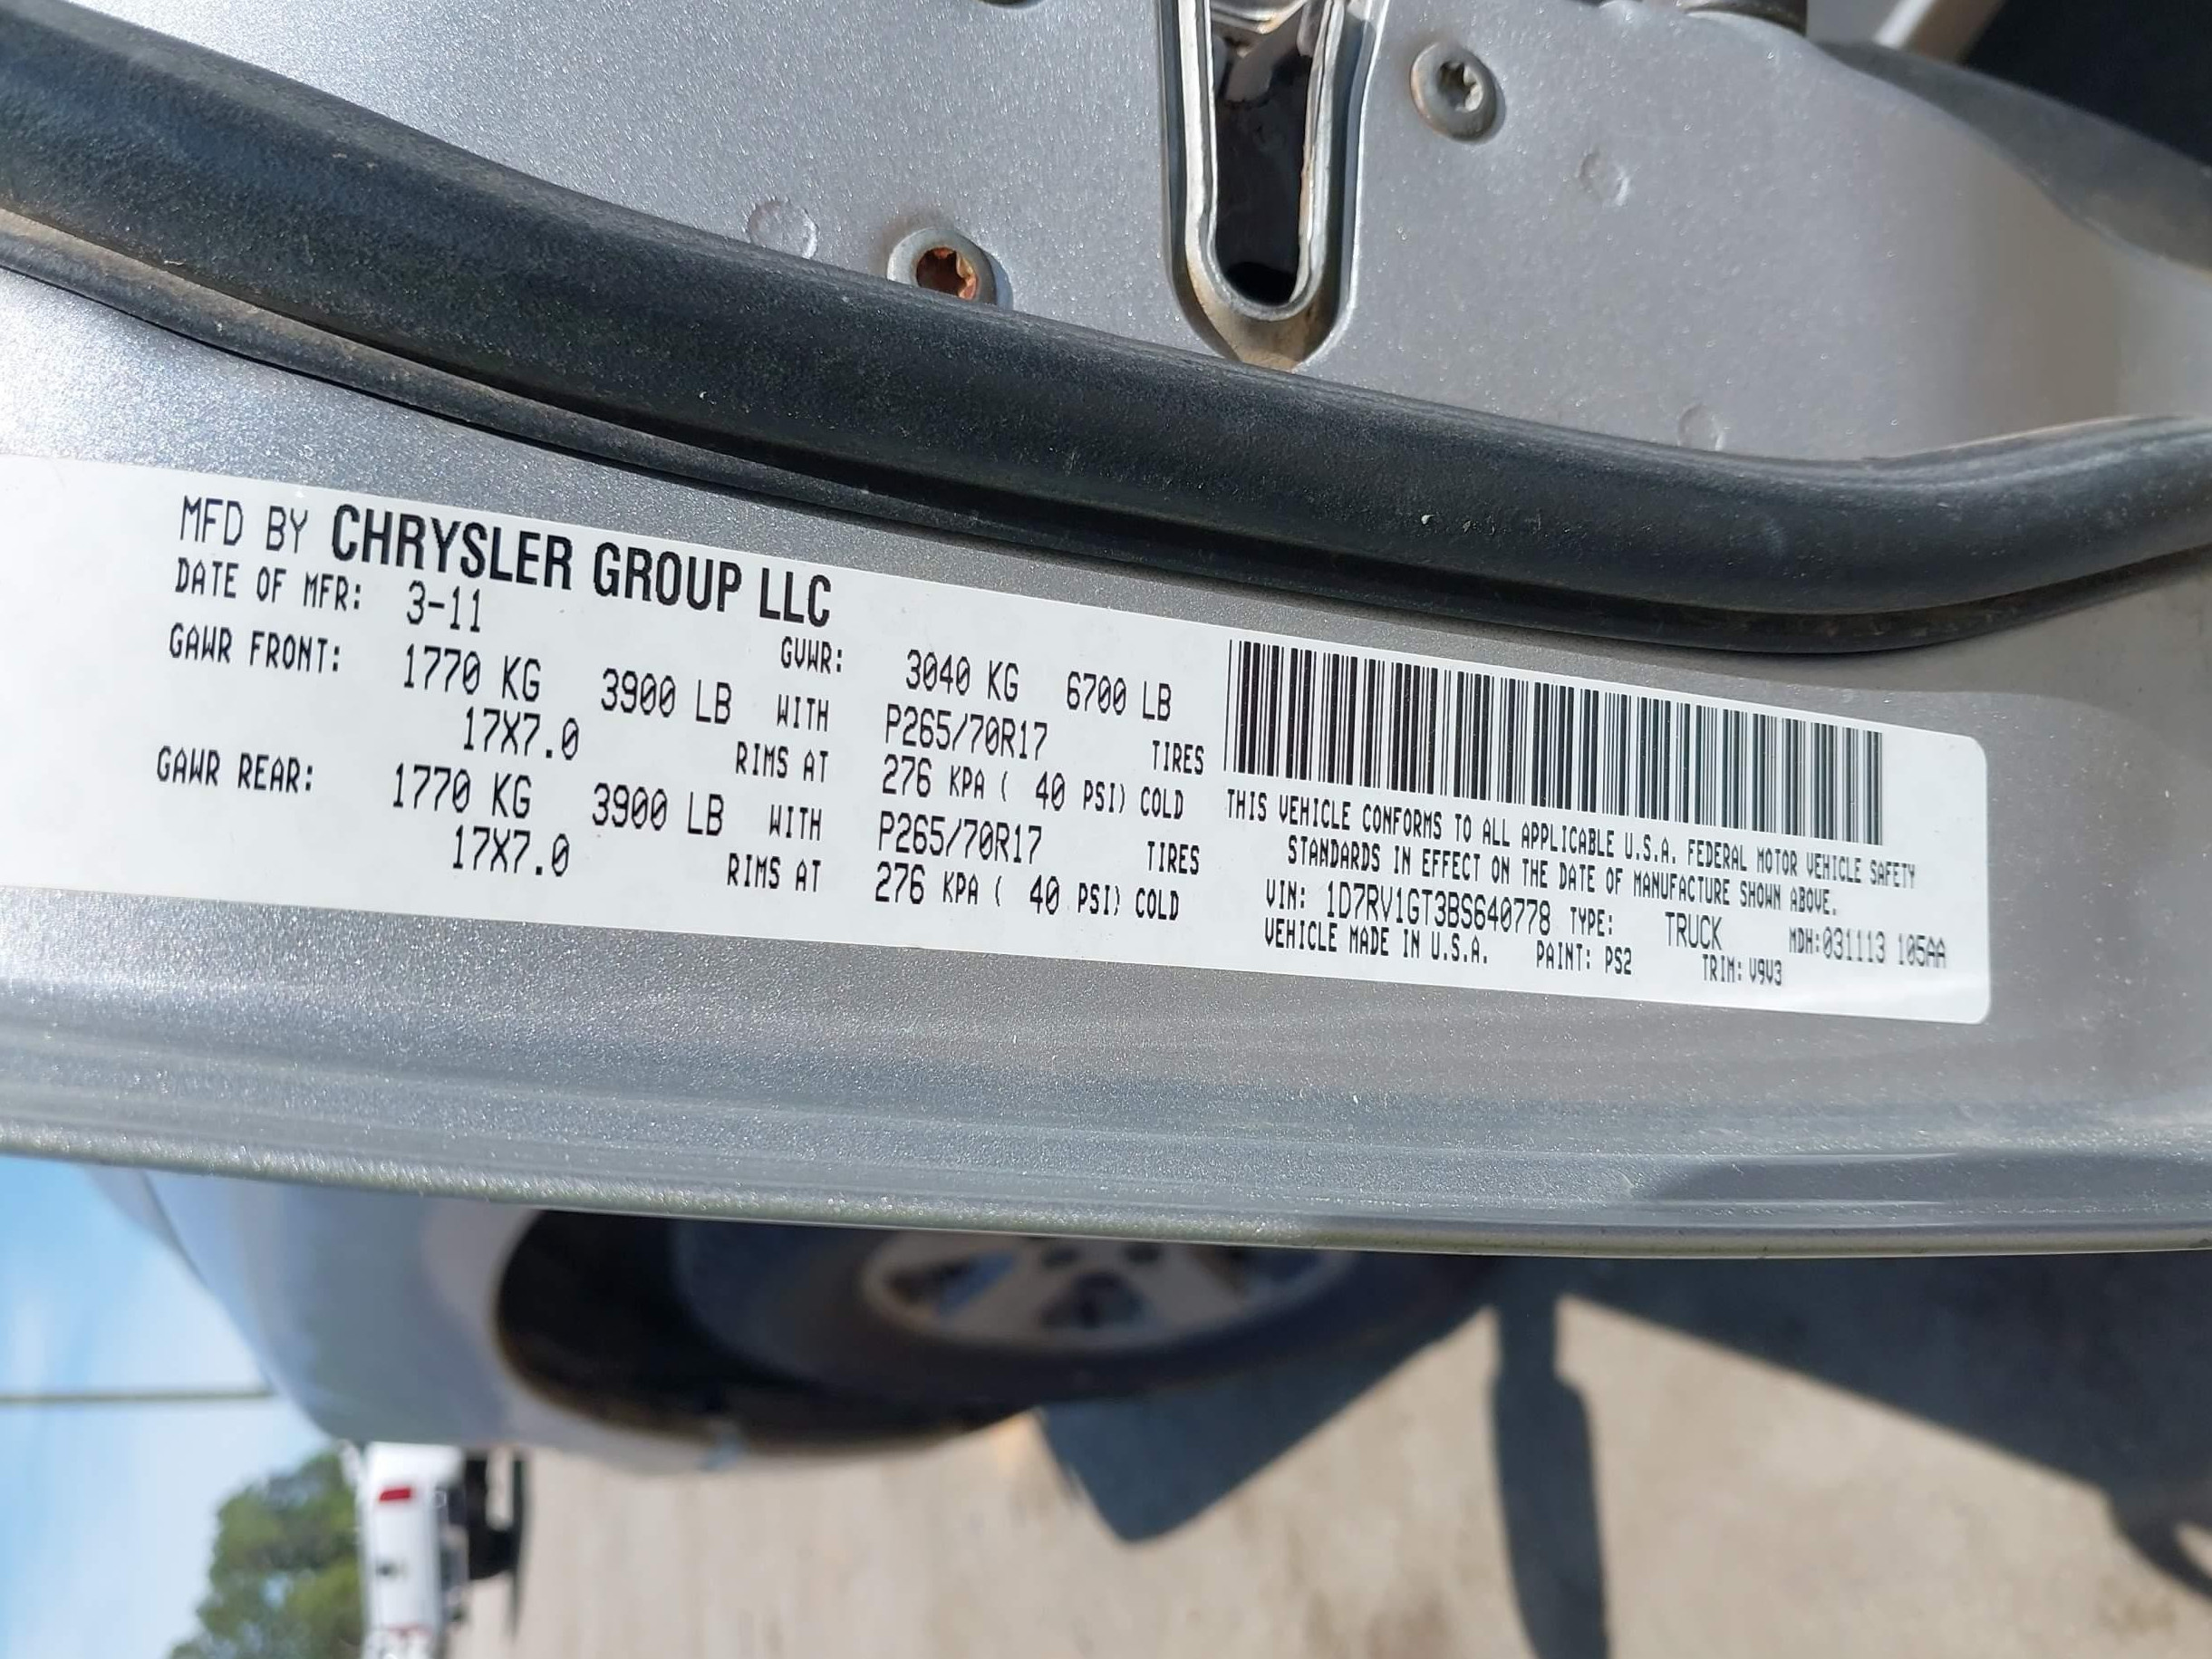 MFD BY CHRYSLER GROUP LLC
DATE OF MFR: 3-11 GVWR: 3040 KG 6700 LB
GAWR FRONT: 1770 KG 3900 LB WITH P265/70R17 TIRES
17X7.0 RIMS AT 276 KPA ( 40 PSI) COLD
GAWR REAR: 1770 KG 3900 LB WITH P265/70R17 TIRES
17X7.0 RIMS AT 276 KPA ( 40 PSI) COLD
THIS VEHICLE CONFORMS TO ALL APPLICABLE U.S.A. FEDERAL MOTOR VEHICLE SAFETY
STANDARDS IN EFFECT ON THE DATE OF MANUFACTURE SHOWN ABOVE.
VIN: 1D7RV1GT3BS640778 TYPE: TRUCK MDH:031113 105AA
VEHICLE MADE IN U.S.A. PAINT: PS2 TRIM: V9V3